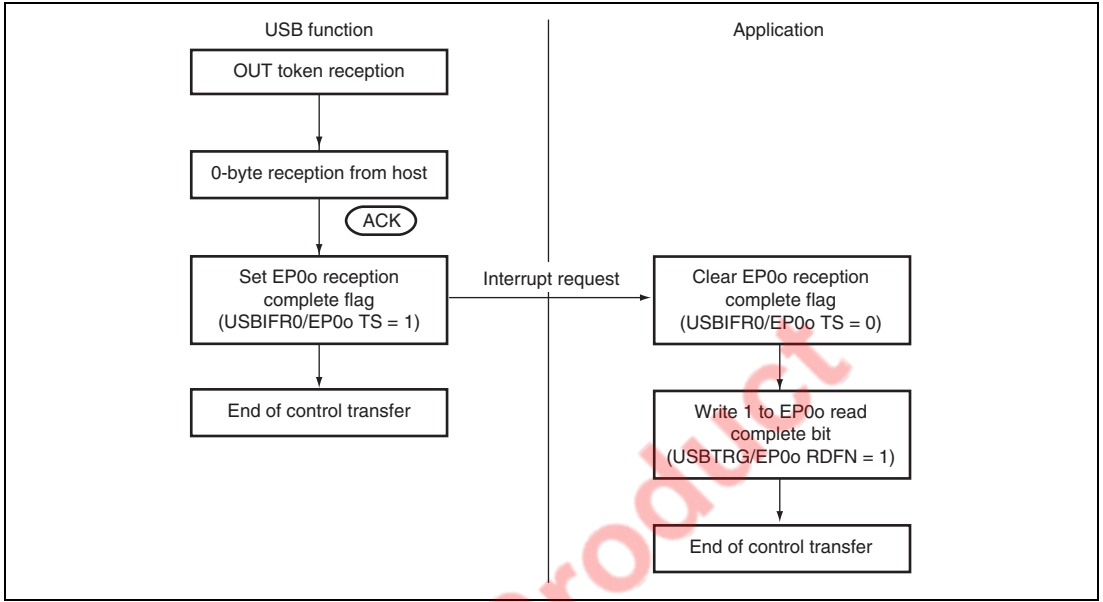 USB function
Application
OUT token reception
0-byte reception from host
ACK
Set EP0o reception
complete flag
(USBIFR0/EP0o TS = 1)
Interrupt request
Clear EP0o reception
complete flag
(USBIFR0/EP0o TS = 0)
End of control transfer
Write 1 to EP0o read
complete bit
(USBTRG/EP0o RDFN = 1)
End of control transfer
roduct